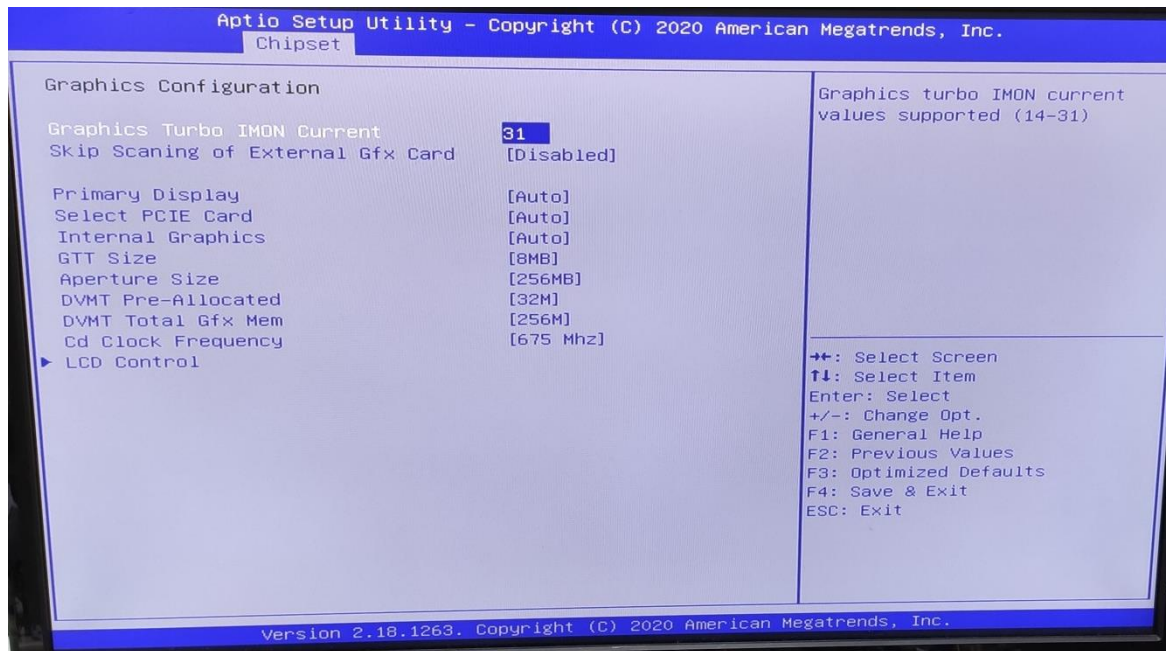 Aptio Setup Utility – Copyright (C) 2020 American Megatrends, Inc.
Chipset
Graphics Configuration
Graphics Turbo IMON Current 31
Skip Scaning of External Gfx Card [Disabled]
Primary Display [Auto]
Select PCIE Card [Auto]
Internal Graphics [Auto]
GTT Size [8MB]
Aperture Size [256MB]
DVMT Pre-Allocated [32M]
DVMT Total Gfx Mem [256M]
Cd Clock Frequency [675 Mhz]
► LCD Control
Graphics turbo IMON current
values supported (14-31)
→←: Select Screen
↑↓: Select Item
Enter: Select
+/-: Change Opt.
F1: General Help
F2: Previous Values
F3: Optimized Defaults
F4: Save & Exit
ESC: Exit
Version 2.18.1263. Copyright (C) 2020 American Megatrends, Inc.